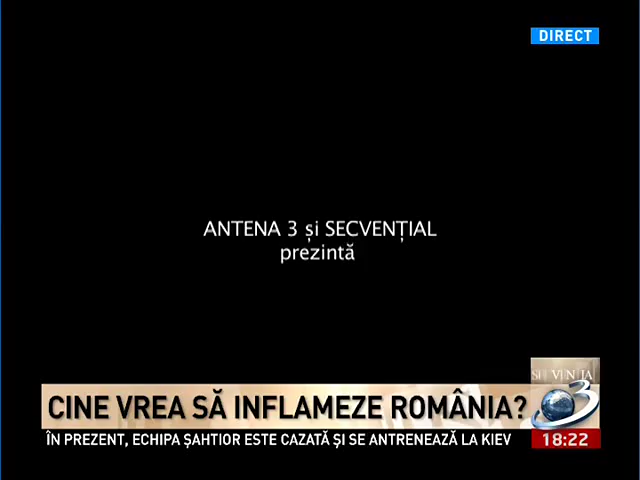 DIRECT
ANTENA 3 și SECVENȚIAL
prezintă
CINE VREA SĂ INFLAMEZE ROMÂNIA?
3
ÎN PREZENT, ECHIPA ȘAHTIOR ESTE CAZATĂ ȘI SE ANTRENEAZĂ LA KIEV
18:22